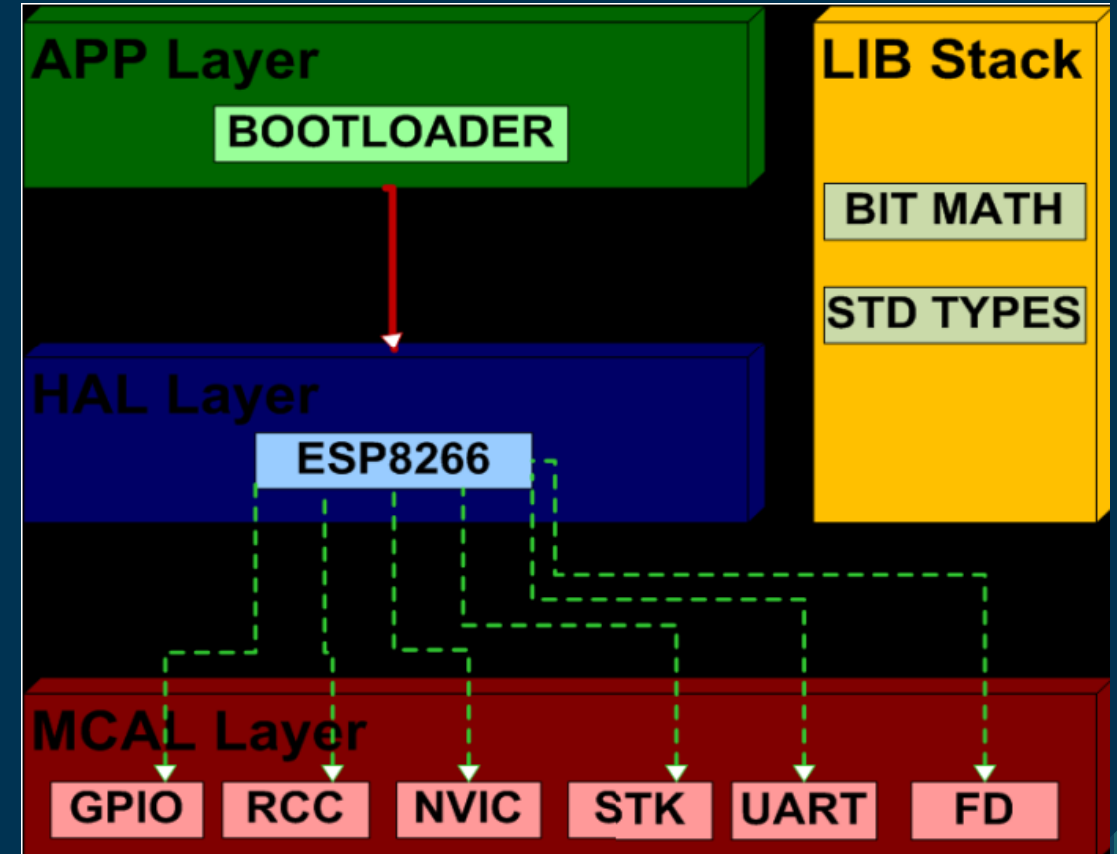 APP Layer
BOOTLOADER
LIB Stack
BIT MATH
STD TYPES
HAL Layer
ESP8266
MCAL Layer
GPIO
RCC
NVIC
STK
UART
FD